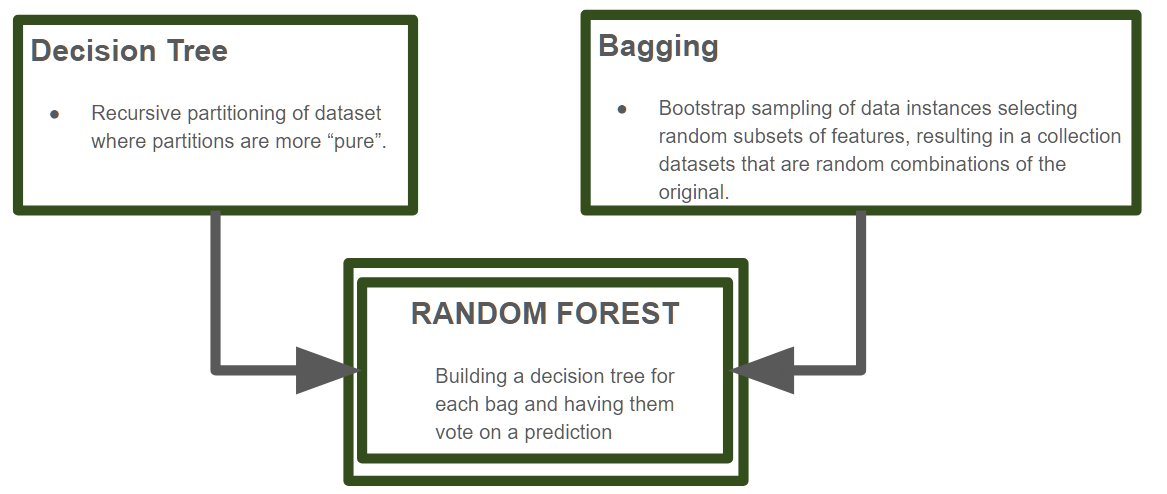 Decision Tree
● Recursive partitioning of dataset
where partitions are more “pure”.
Bagging
● Bootstrap sampling of data instances selecting
random subsets of features, resulting in a collection
datasets that are random combinations of the
original.
RANDOM FOREST
Building a decision tree for
each bag and having them
vote on a prediction